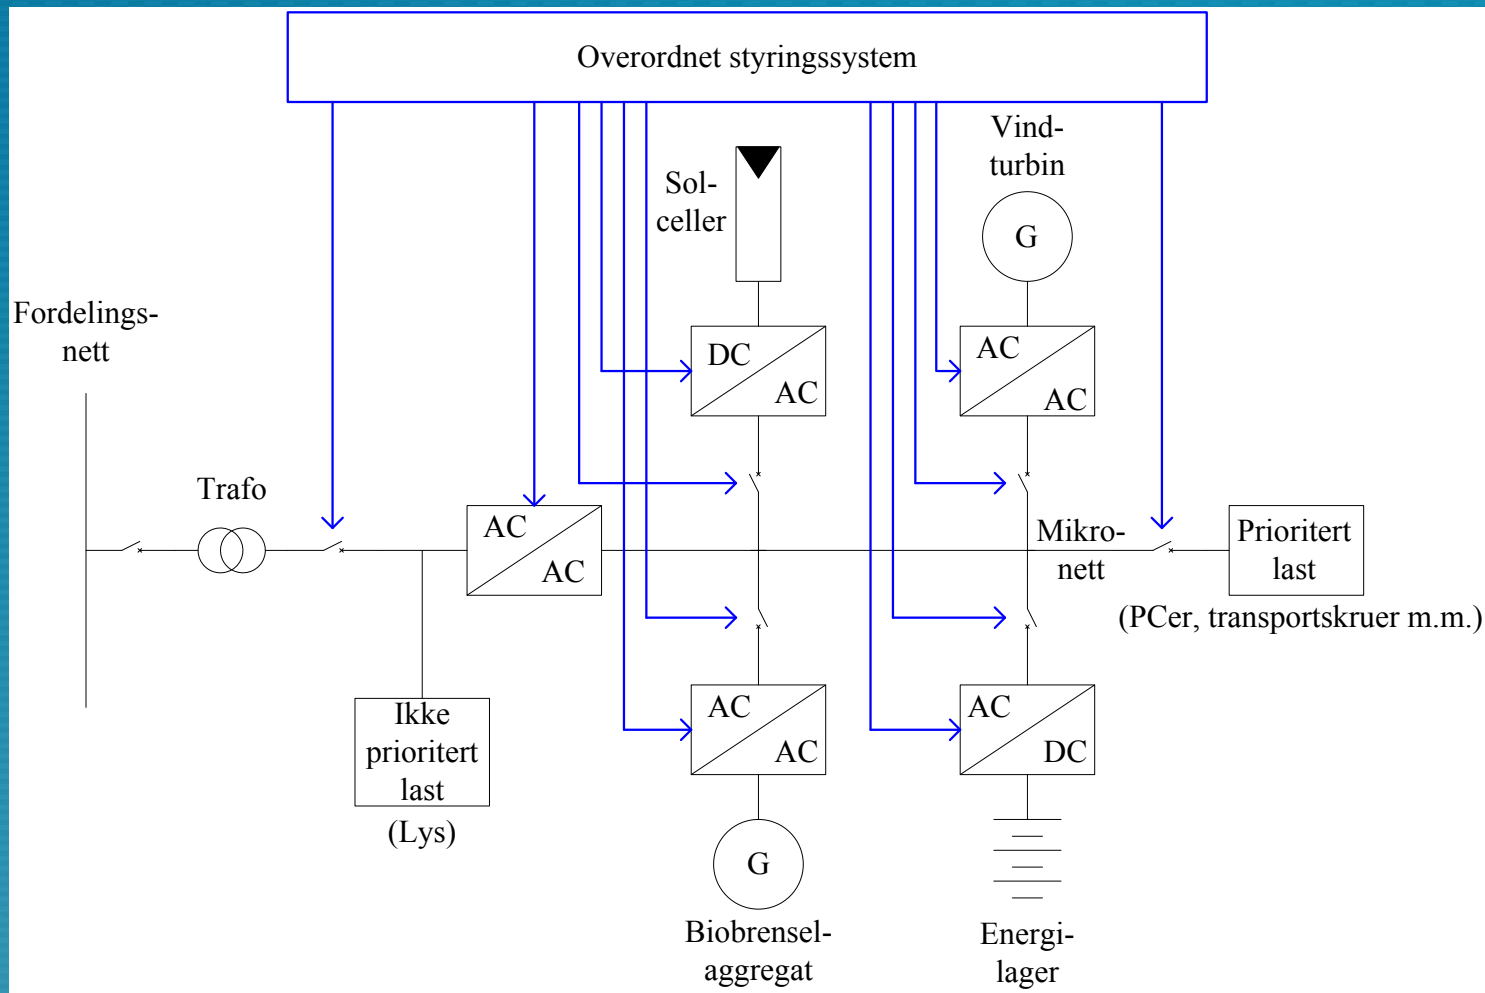 Overordnet styringssystem
Vind-
turbin
Sol-
celler
G
Fordelings-
nett
DC
AC
AC
AC
Trafo
AC
AC
Mikro-
nett
Prioritert
last
(PCer, transportskruer m.m.)
Ikke
prioritert
last
(Lys)
AC
AC
AC
DC
G
Biobrensel-
aggregat
Energi-
lager